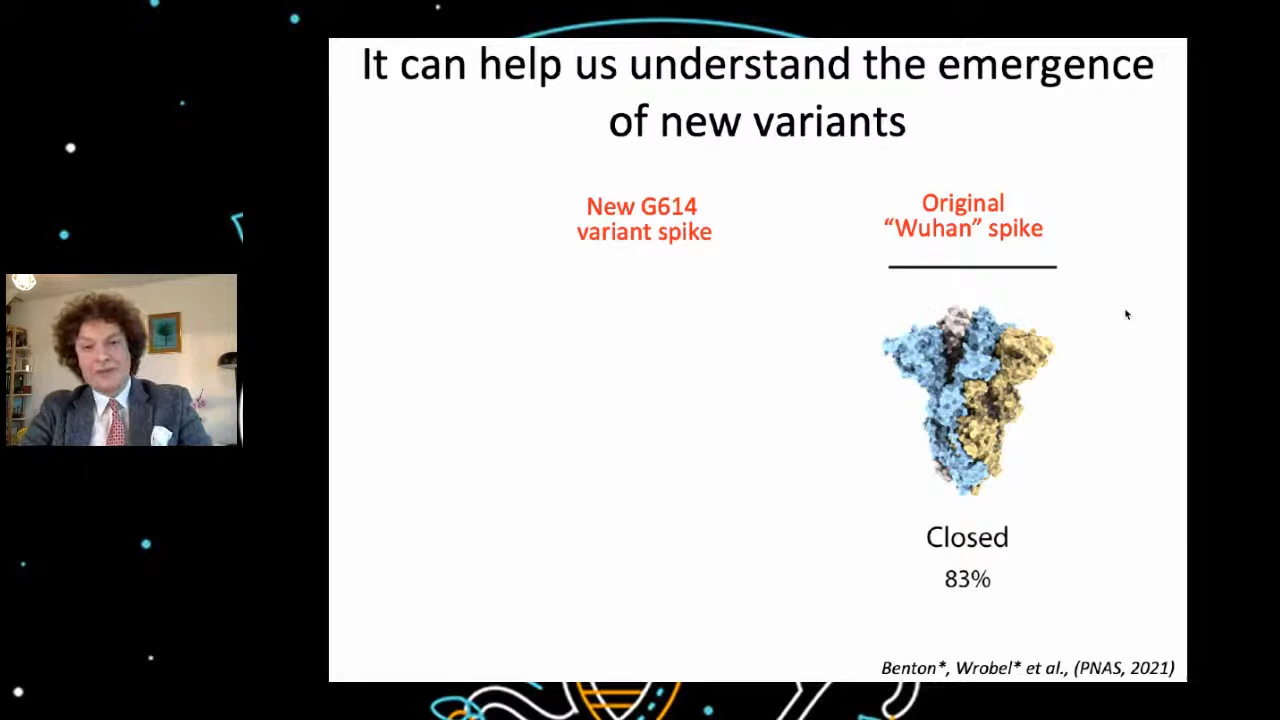 It can help us understand the emergence
of new variants
New G614
variant spike
Original
“Wuhan” spike
Closed
83%
Benton*, Wrobel* et al., (PNAS, 2021)